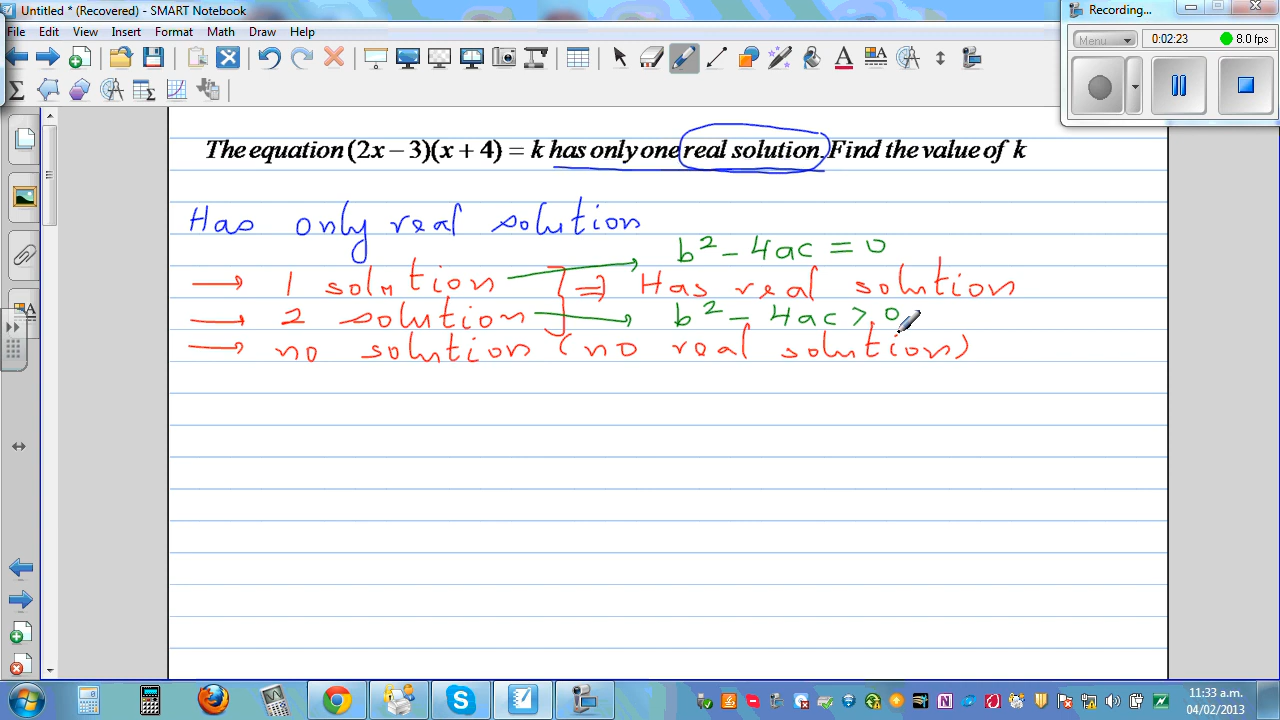 Untitled * (Recovered) - SMART Notebook
File Edit View Insert Format Math Draw Help
Recording...
Menu 0:02:23 8.0 fps
The equation (2x − 3)(x + 4) = k has only one real solution. Find the value of k
Has only real solution
b² − 4ac = 0
→ 1 solution ⇒ Has real solution
→ 2 solution → b² − 4ac > 0
→ no solution (no real solution)
11:33 a.m.
04/02/2013